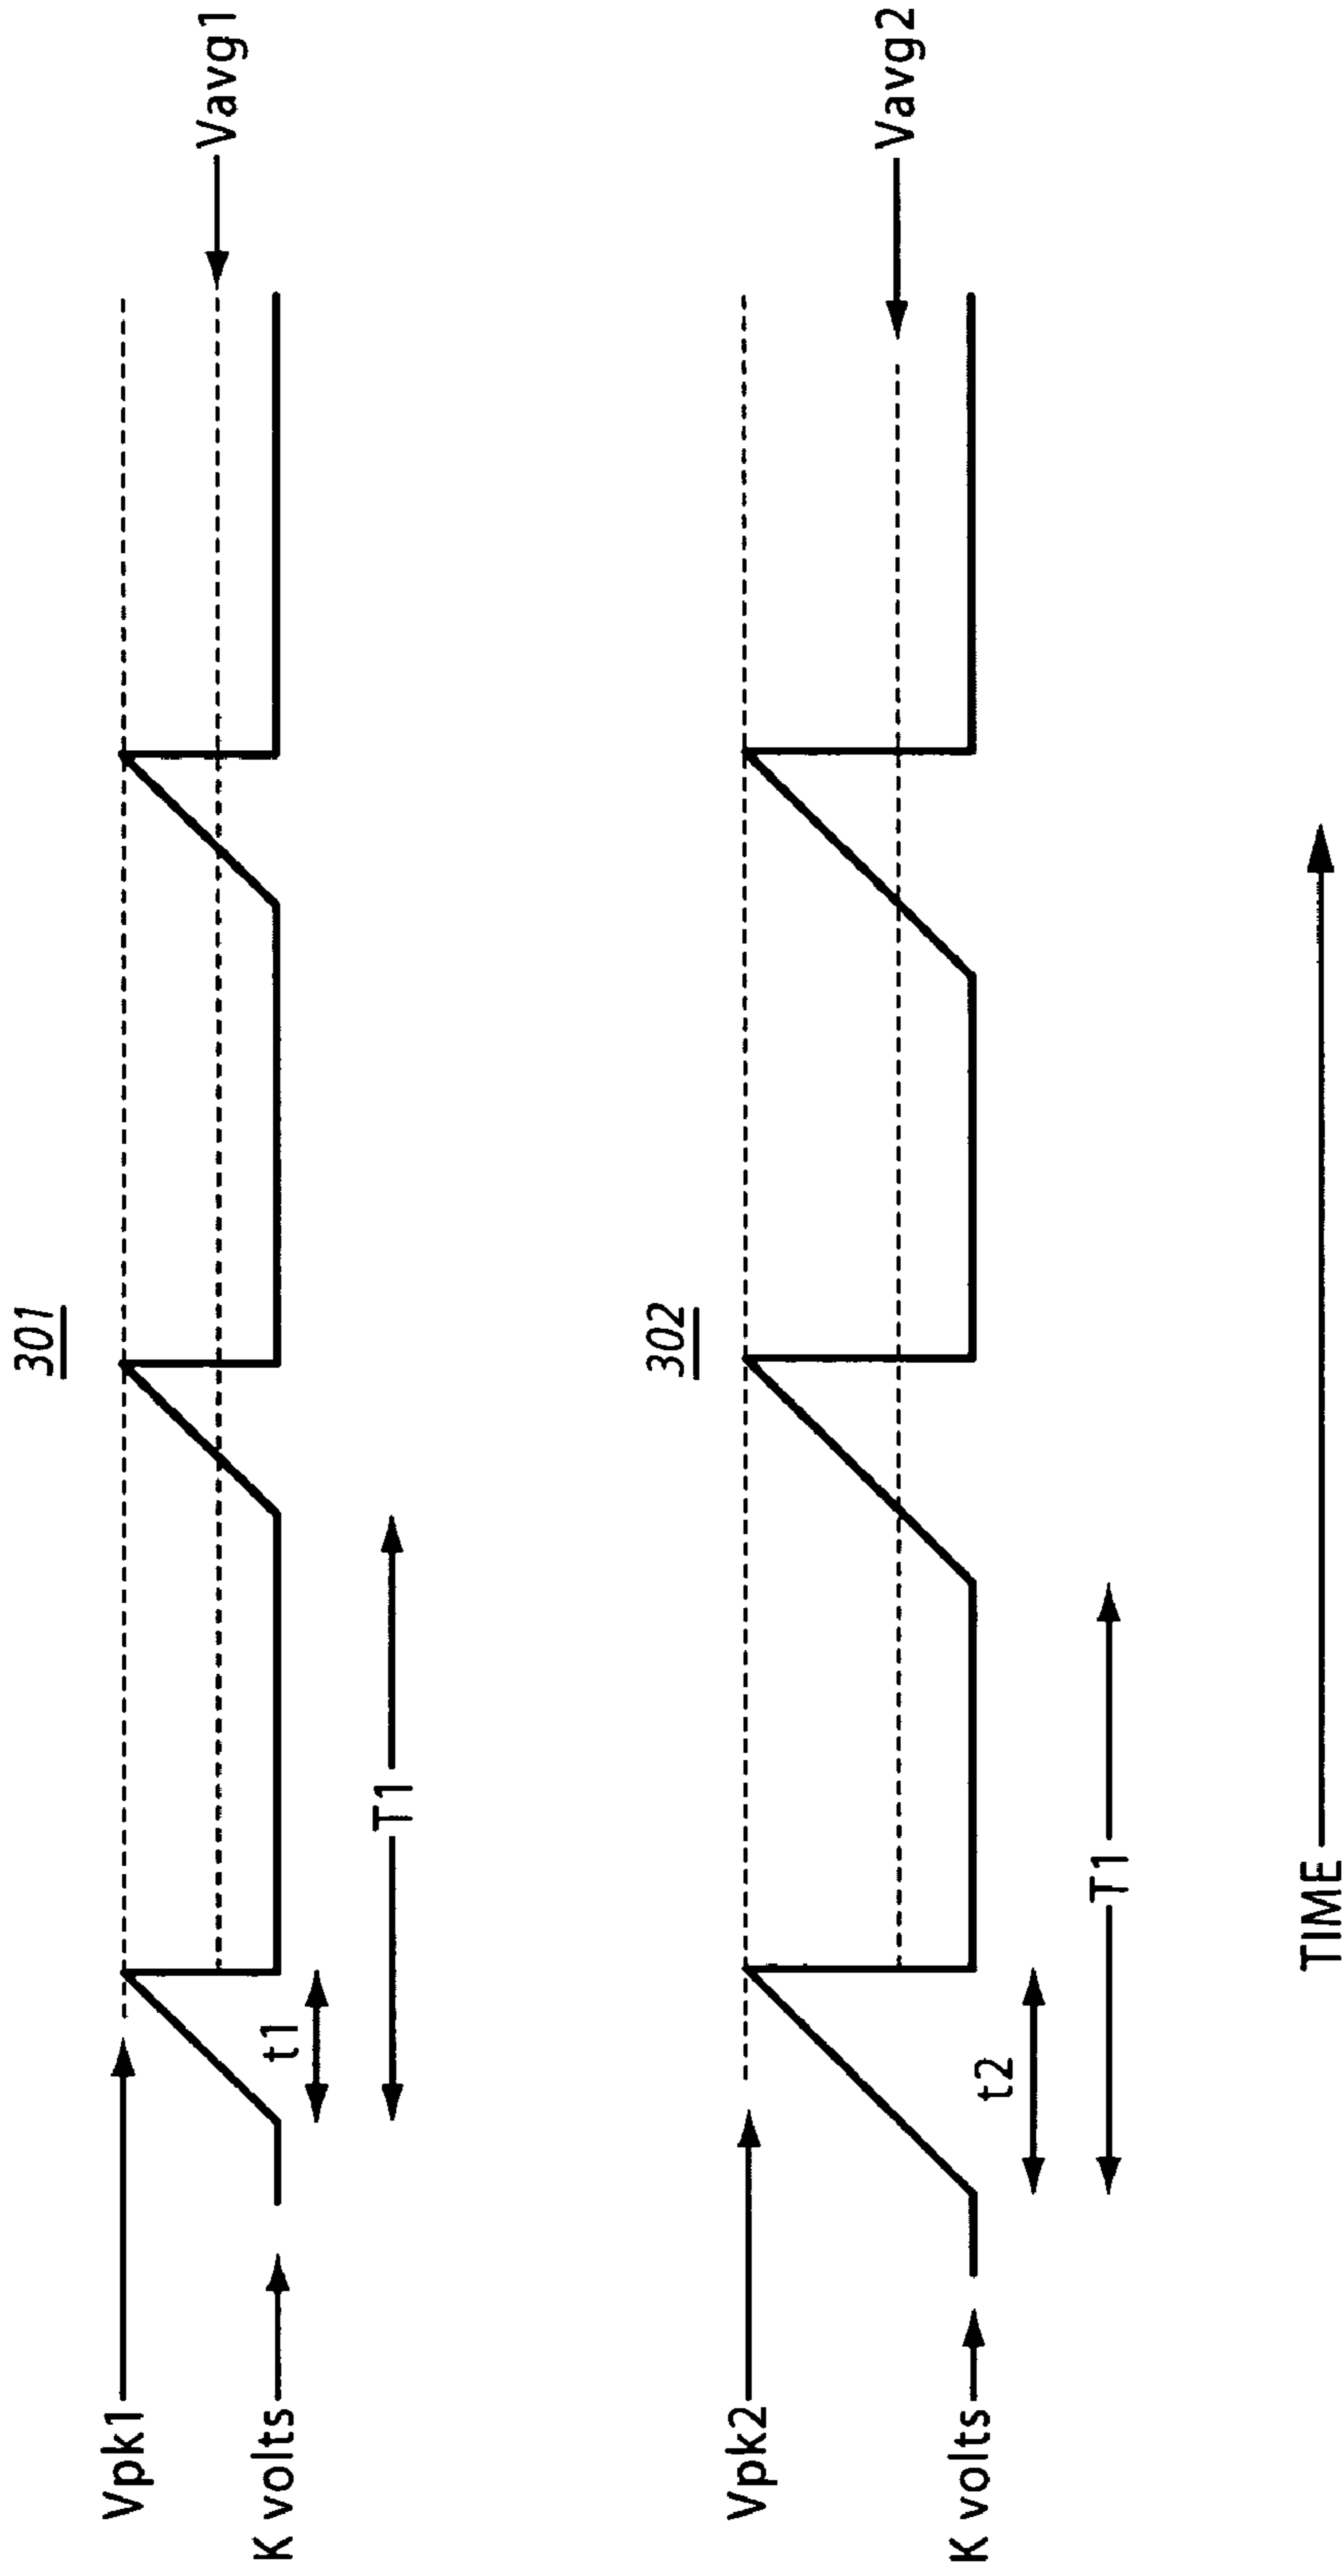 301
Vpk1
Vavg1
K volts
t1
T1
302
Vpk2
Vavg2
K volts
t2
T1
TIME